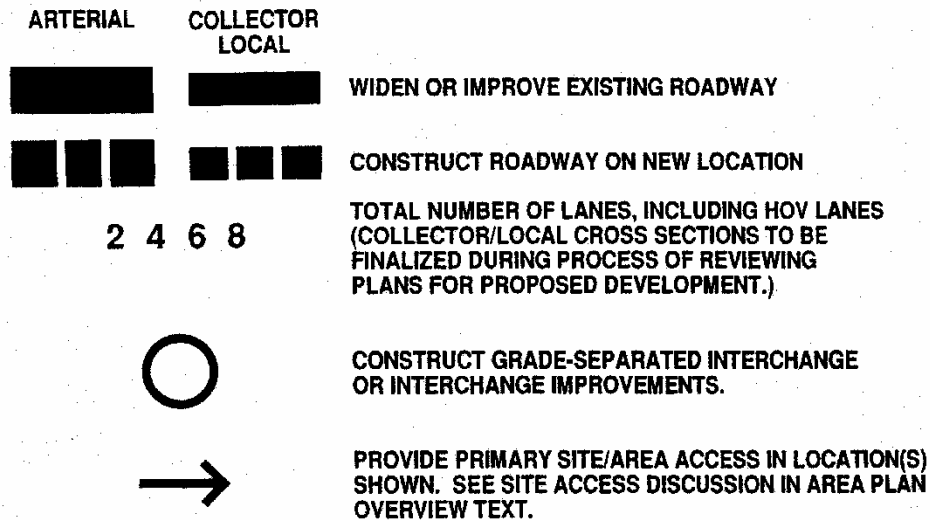 ARTERIAL
COLLECTOR
LOCAL
WIDEN OR IMPROVE EXISTING ROADWAY
CONSTRUCT ROADWAY ON NEW LOCATION
2 4 6 8
TOTAL NUMBER OF LANES, INCLUDING HOV LANES
(COLLECTOR/LOCAL CROSS SECTIONS TO BE
FINALIZED DURING PROCESS OF REVIEWING
PLANS FOR PROPOSED DEVELOPMENT.)
CONSTRUCT GRADE-SEPARATED INTERCHANGE
OR INTERCHANGE IMPROVEMENTS.
PROVIDE PRIMARY SITE/AREA ACCESS IN LOCATION(S)
SHOWN. SEE SITE ACCESS DISCUSSION IN AREA PLAN
OVERVIEW TEXT.